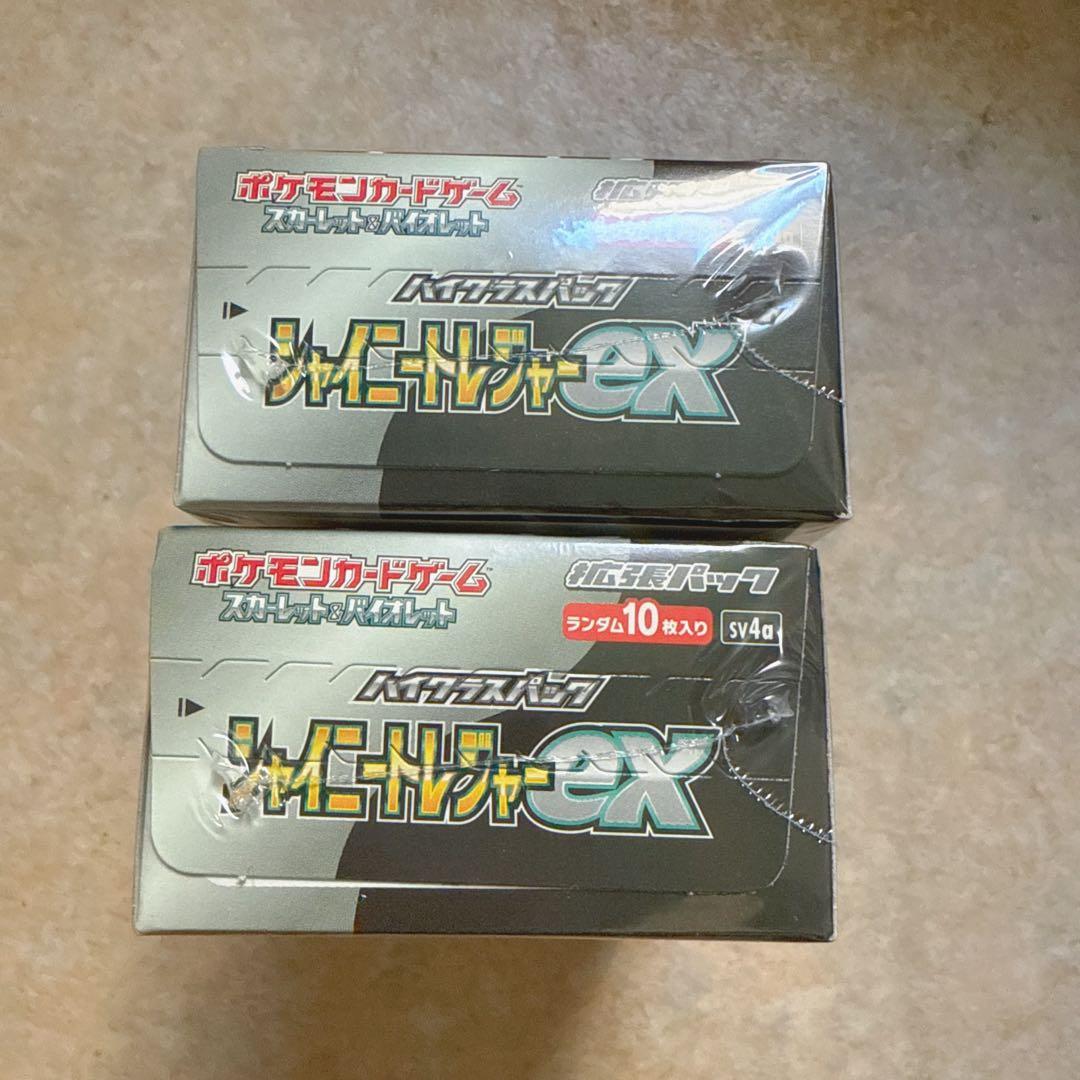 ポケモンカードゲーム
スカーレット&バイオレット
拡張
ハイクラスパック
シャイニートレジャーex
ポケモンカードゲーム™
スカーレット&バイオレット
拡張パック
ランダム10枚入り
sv4a
ハイクラスパック
シャイニートレジャーex